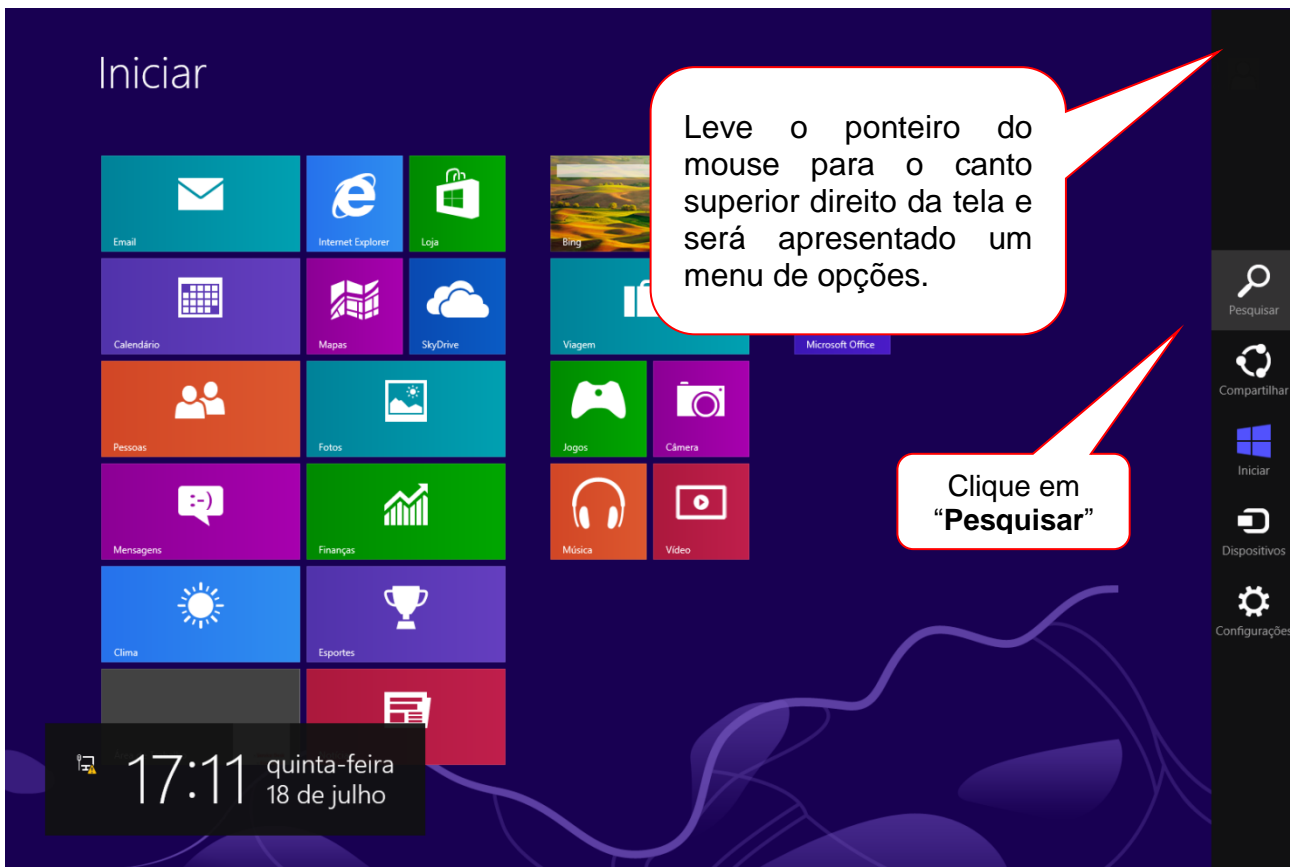 Iniciar
Leve o ponteiro do
mouse para o canto
superior direito da tela e
será apresentado um
menu de opções.
Email
Internet Explorer
Loja
Bing
Calendário
Mapas
SkyDrive
Viagem
Microsoft Office
Pessoas
Fotos
Jogos
Câmera
Mensagens
:-)
Finanças
Música
Vídeo
Clima
Esportes
Clique em
“Pesquisar”
Pesquisar
Compartilhar
Iniciar
Dispositivos
Configurações
17:11
quinta-feira
18 de julho